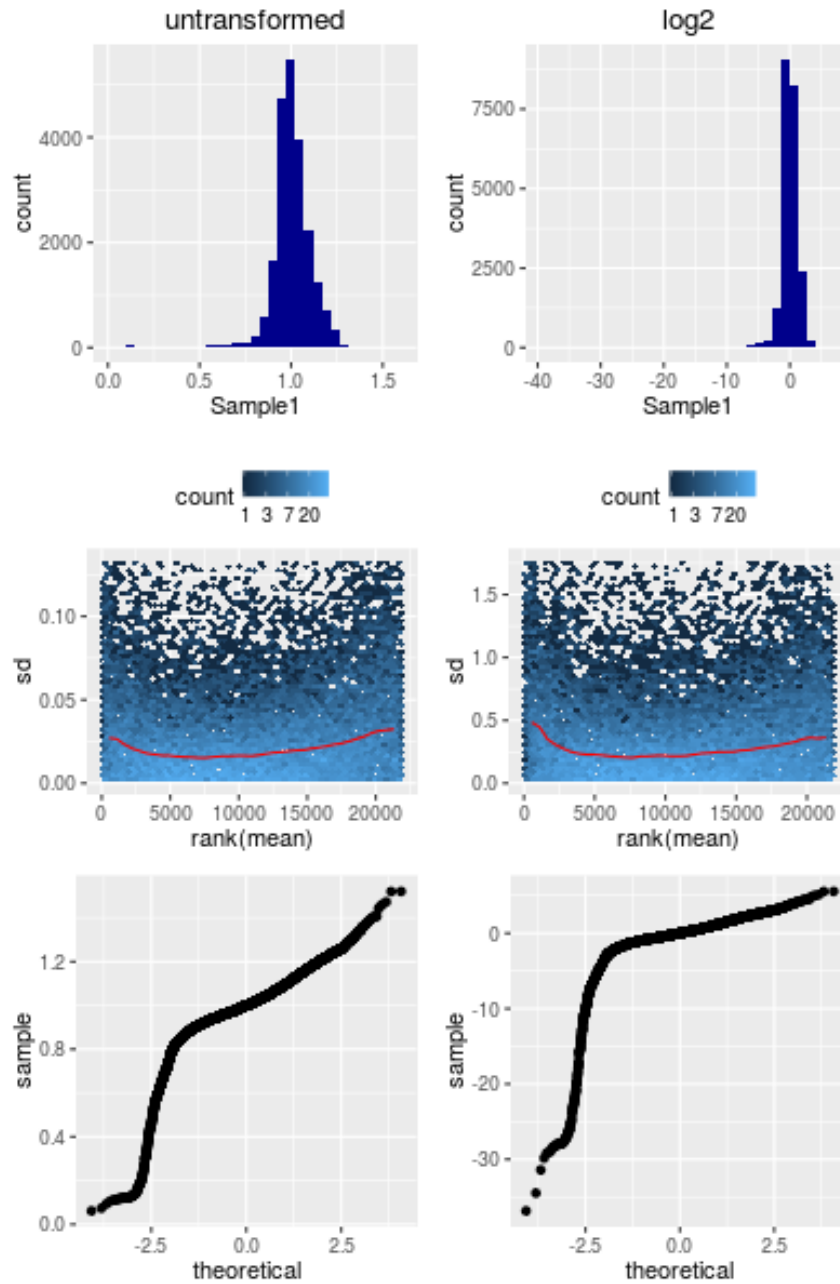 untransformed
4000
2000
0
count
0.0 0.5 1.0 1.5
Sample1
log2
7500
5000
2500
0
count
-40 -30 -20 -10 0
Sample1
count
1 3 7 20
0.10
0.05
0.00
sd
0 5000 10000 15000 20000
rank(mean)
count
1 3 7 20
1.5
1.0
0.5
0.0
sd
0 5000 10000 15000 20000
rank(mean)
1.2
0.8
0.4
0.0
sample
-2.5 0.0 2.5
theoretical
0
-10
-20
-30
sample
-2.5 0.0 2.5
theoretical